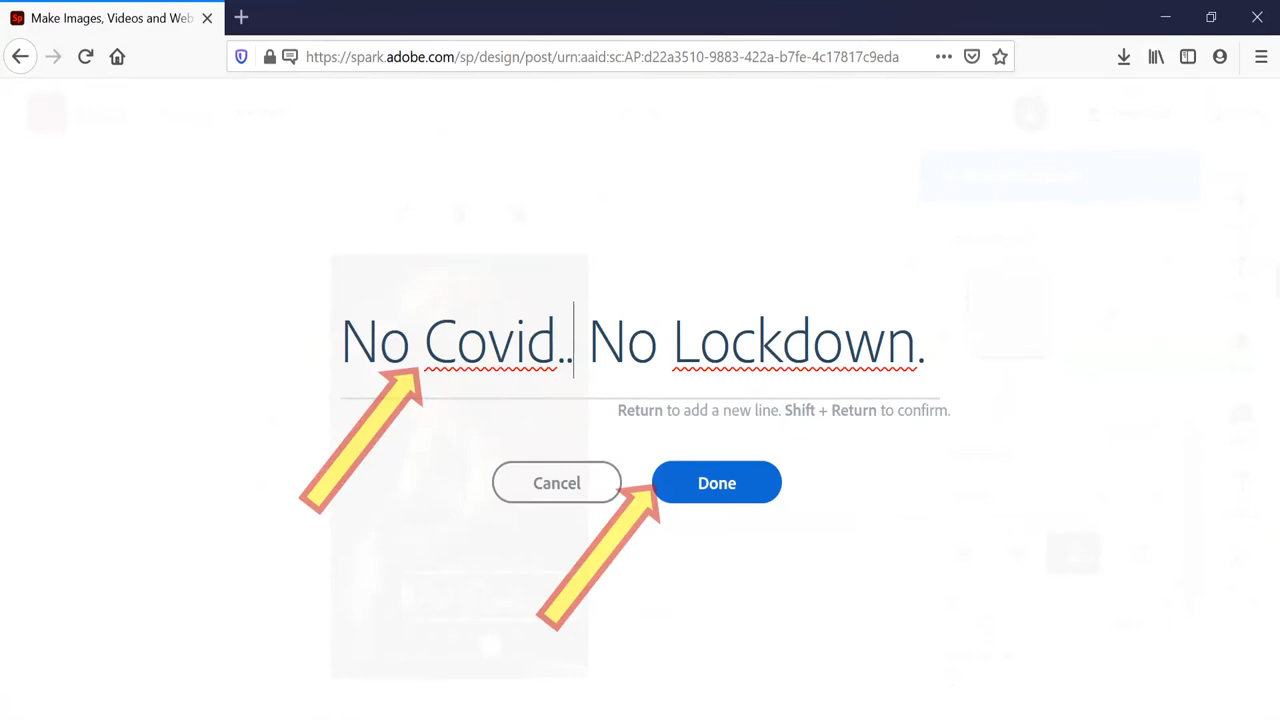 Make Images, Videos and Web
https://spark.adobe.com/sp/design/post/urn:aaid:sc:AP:d22a3510-9883-422a-b7fe-4c17817c9eda
No Covid.. No Lockdown.
Return to add a new line. Shift + Return to confirm.
Cancel
Done